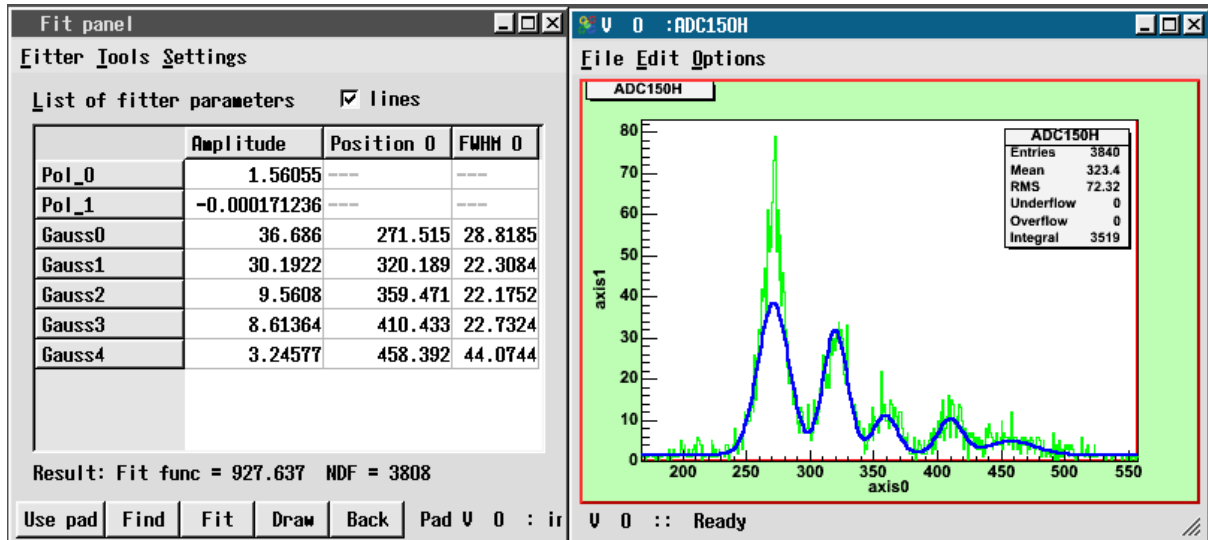 Fit panel
Fitter Tools Settings
List of fitter parameters lines
Amplitude Position 0 FWHM 0
Pol_0 1.56055 --- ---
Pol_1 -0.000171236 --- ---
Gauss0 36.686 271.515 28.8185
Gauss1 30.1922 320.189 22.3084
Gauss2 9.5608 359.471 22.1752
Gauss3 8.61364 410.433 22.7324
Gauss4 3.24577 458.392 44.0744
Result: Fit func = 927.637 NDF = 3808
Use pad Find Fit Draw Back Pad V 0 : in
V 0 :ADC150H
File Edit Options
ADC150H
ADC150H
Entries 3840
Mean 323.4
RMS 72.32
Underflow 0
Overflow 0
Integral 3519
80
70
60
50
40
30
20
10
0
axis1
200 250 300 350 400 450 500 550
axis0
V 0 :: Ready